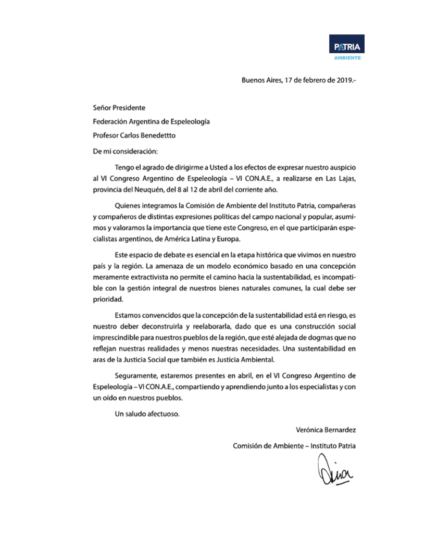 PATRIA
AMBIENTE
Buenos Aires, 17 de febrero de 2019.-
Señor Presidente
Federación Argentina de Espeleología
Profesor Carlos Benedettto
De mi consideración:
Tengo el agrado de dirigirme a Usted a los efectos de expresar nuestro auspicio
al VI Congreso Argentino de Espeleología – VI CON.A.E., a realizarse en Las Lajas,
provincia del Neuquén, del 8 al 12 de abril del corriente año.
Quienes integramos la Comisión de Ambiente del Instituto Patria, compañeras
y compañeros de distintas expresiones políticas del campo nacional y popular, asumi-
mos y valoramos la importancia que tiene este Congreso, en el que participarán espe-
cialistas argentinos, de América Latina y Europa.
Este espacio de debate es esencial en la etapa histórica que vivimos en nuestro
país y la región. La amenaza de un modelo económico basado en una concepción
meramente extractivista no permite el camino hacia la sustentabilidad, es incompati-
ble con la gestión integral de nuestros bienes naturales comunes, la cual debe ser
prioridad.
Estamos convencidos que la concepción de la sustentabilidad está en riesgo, es
nuestro deber deconstruirla y reelaborarla, dado que es una construcción social
imprescindible para nuestros pueblos de la región, que esté alejada de dogmas que no
reflejan nuestras realidades y menos nuestras necesidades. Una sustentabilidad en
aras de la Justicia Social que también es Justicia Ambiental.
Seguramente, estaremos presentes en abril, en el VI Congreso Argentino de
Espeleología – VI CON.A.E., compartiendo y aprendiendo junto a los especialistas y con
un oído en nuestros pueblos.
Un saludo afectuoso.
Verónica Bernardez
Comisión de Ambiente – Instituto Patria